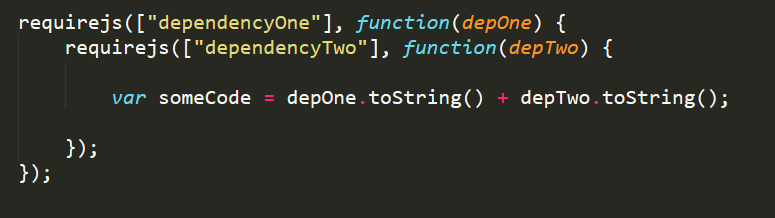 requirejs(["dependencyOne"], function(depOne) {
    requirejs(["dependencyTwo"], function(depTwo) {
        var someCode = depOne.toString() + depTwo.toString();
    });
});